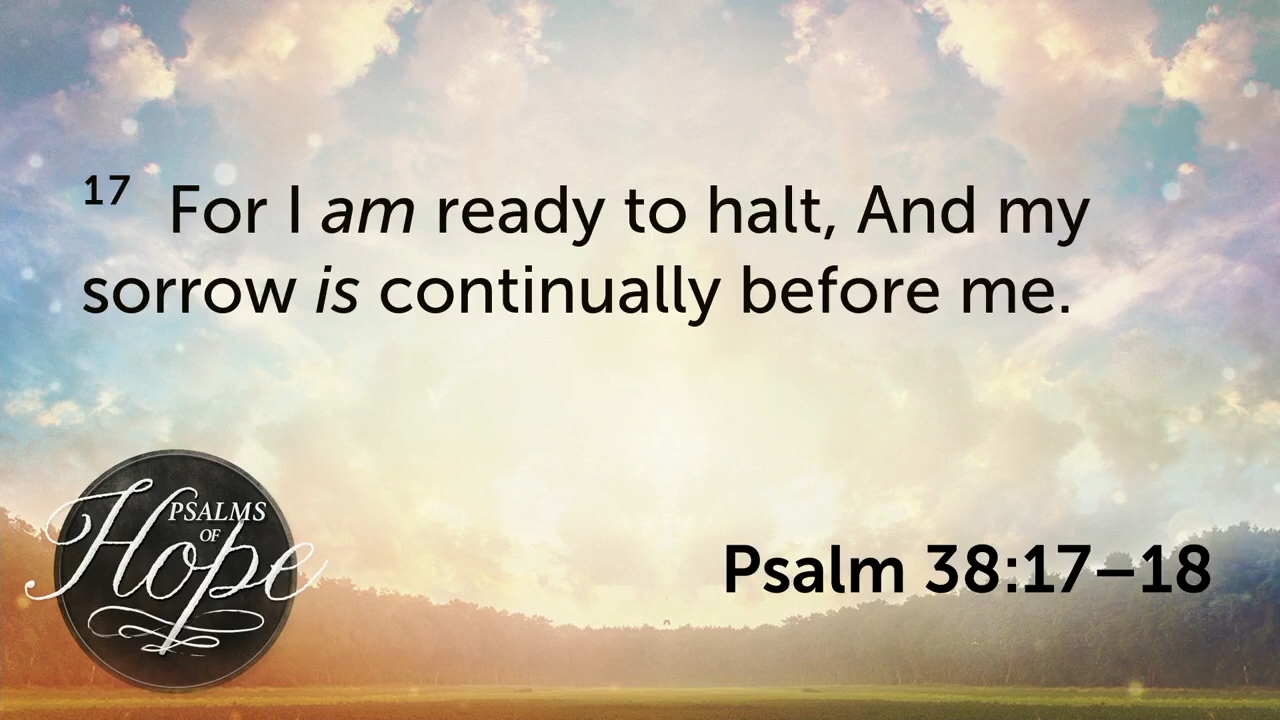 17 For I am ready to halt, And my
sorrow is continually before me.
PSALMS
OF
Hope
Psalm 38:17–18